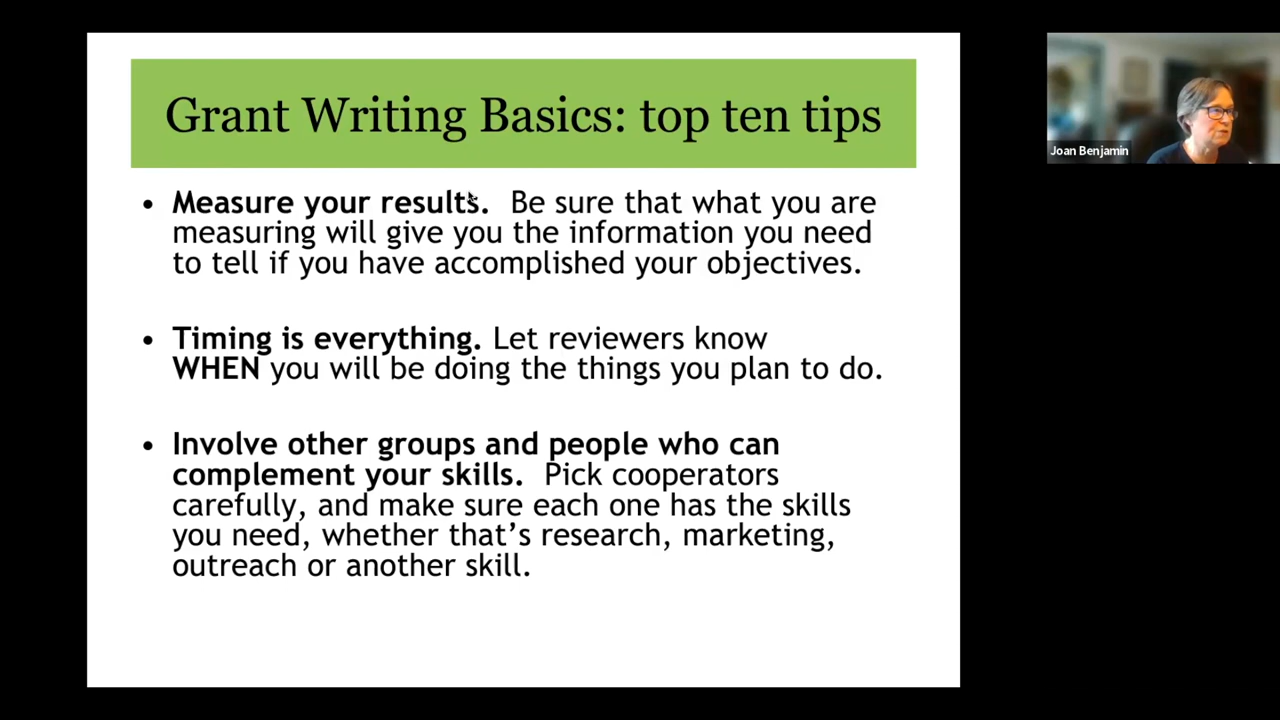 Grant Writing Basics: top ten tips
• Measure your results.  Be sure that what you are
measuring will give you the information you need
to tell if you have accomplished your objectives.
• Timing is everything. Let reviewers know
WHEN you will be doing the things you plan to do.
• Involve other groups and people who can
complement your skills.  Pick cooperators
carefully, and make sure each one has the skills
you need, whether that’s research, marketing,
outreach or another skill.
Joan Benjamin